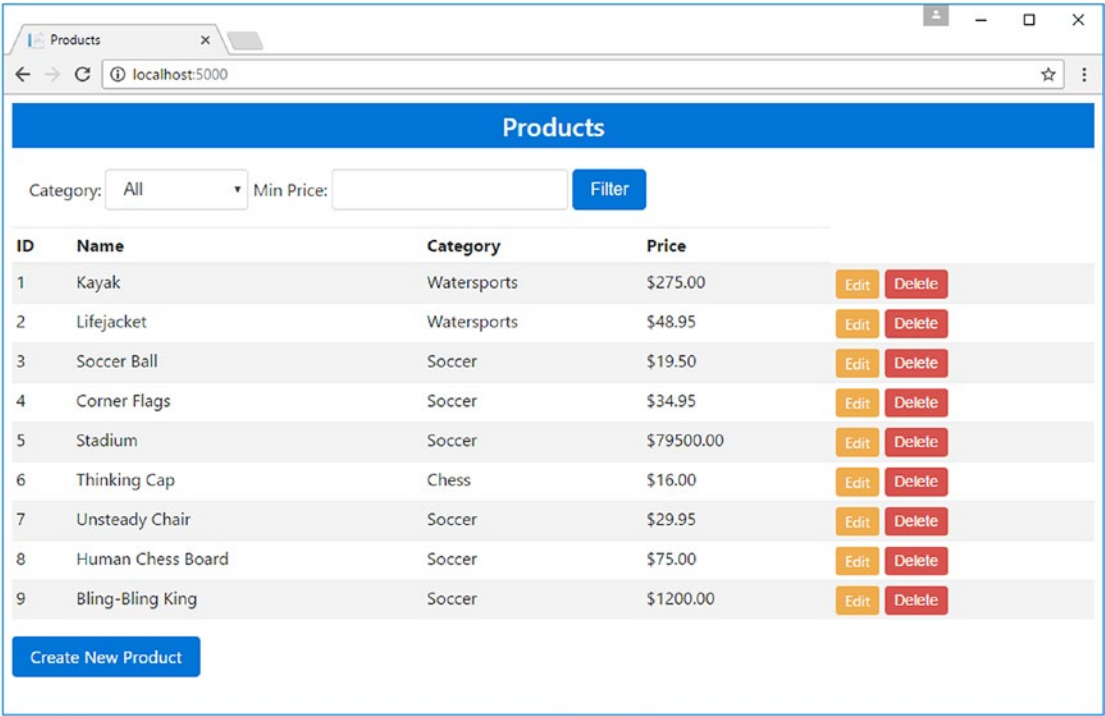 Products
localhost:5000
Products
Category: All Min Price: Filter
ID Name Category Price
1 Kayak Watersports $275.00 Edit Delete
2 Lifejacket Watersports $48.95 Edit Delete
3 Soccer Ball Soccer $19.50 Edit Delete
4 Corner Flags Soccer $34.95 Edit Delete
5 Stadium Soccer $79500.00 Edit Delete
6 Thinking Cap Chess $16.00 Edit Delete
7 Unsteady Chair Soccer $29.95 Edit Delete
8 Human Chess Board Soccer $75.00 Edit Delete
9 Bling-Bling King Soccer $1200.00 Edit Delete
Create New Product